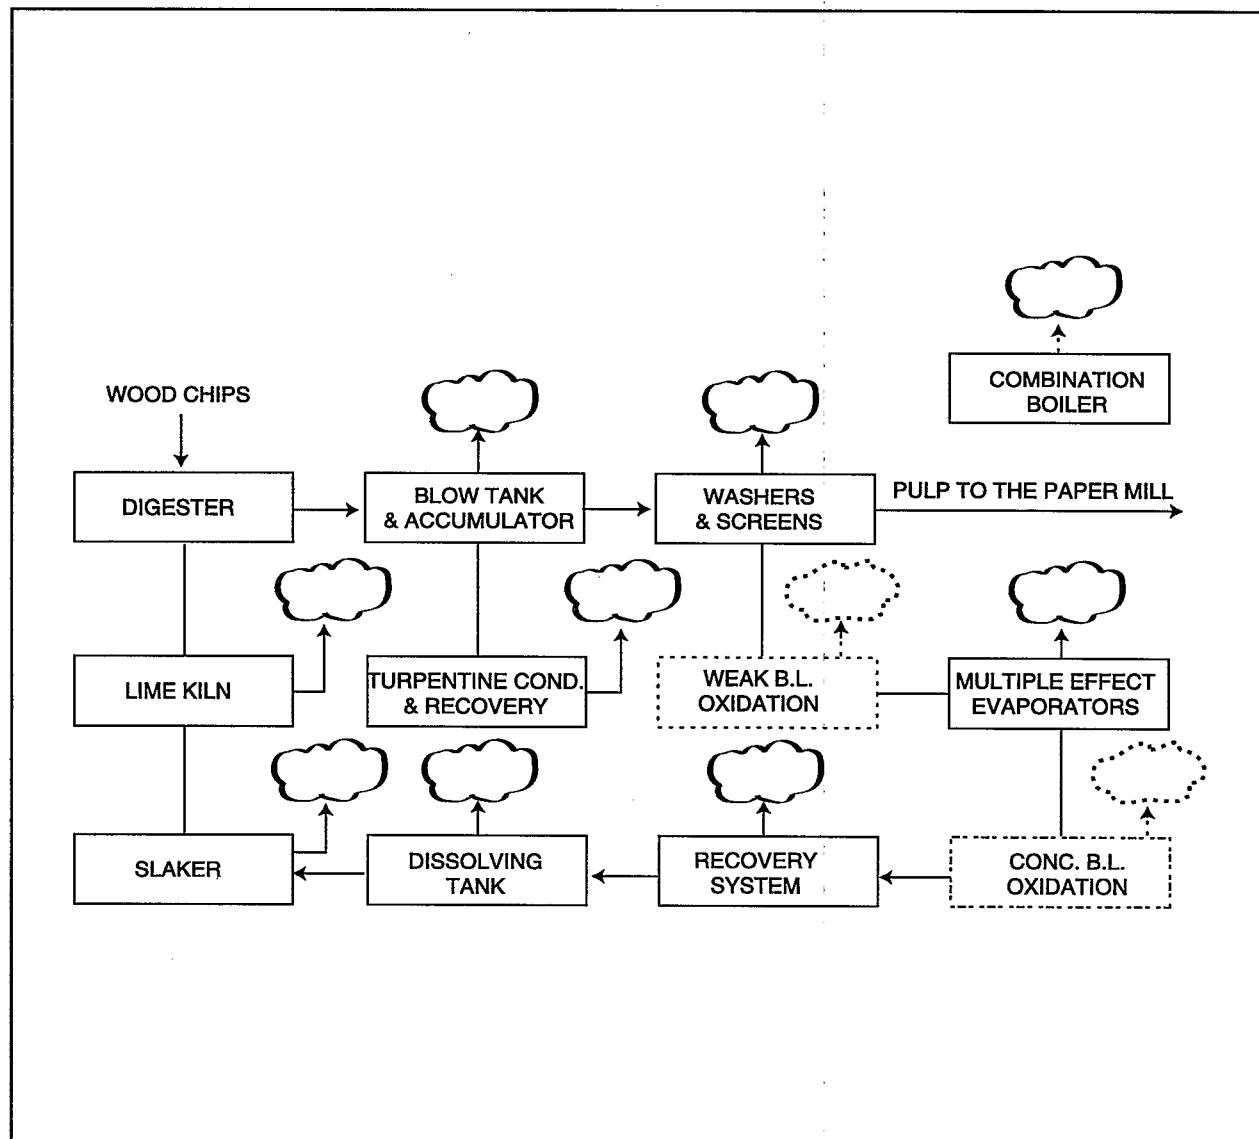 COMBINATION
BOILER
WOOD CHIPS
DIGESTER
BLOW TANK
& ACCUMULATOR
WASHERS
& SCREENS
PULP TO THE PAPER MILL
LIME KILN
TURPENTINE COND.
& RECOVERY
WEAK B.L.
OXIDATION
MULTIPLE EFFECT
EVAPORATORS
SLAKER
DISSOLVING
TANK
RECOVERY
SYSTEM
CONC. B.L.
OXIDATION